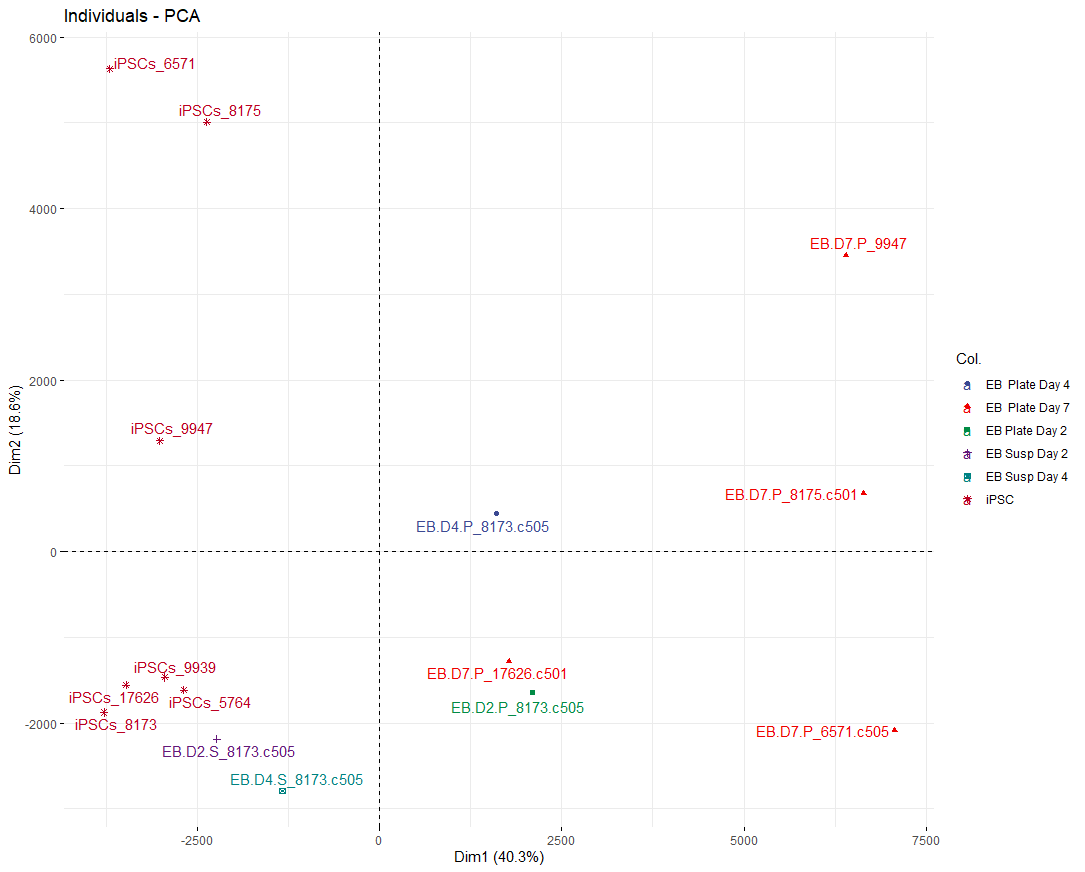 Individuals - PCA
6000
iPSCs_6571
iPSCs_8175
4000
EB.D7.P_9947
2000
iPSCs_9947
EB.D7.P_8175.c501
EB.D4.P_8173.c505
0
iPSCs_9939
EB.D7.P_17626.c501
iPSCs_17626
iPSCs_5764
EB.D2.P_8173.c505
-2000
iPSCs_8173
EB.D7.P_6571.c505
EB.D2.S_8173.c505
EB.D4.S_8173.c505
-2500
0
2500
5000
7500
Dim1 (40.3%)
Dim2 (18.6%)
Col.
a EB  Plate Day 4
a EB  Plate Day 7
a EB Plate Day 2
a EB Susp Day 2
a EB Susp Day 4
a iPSC